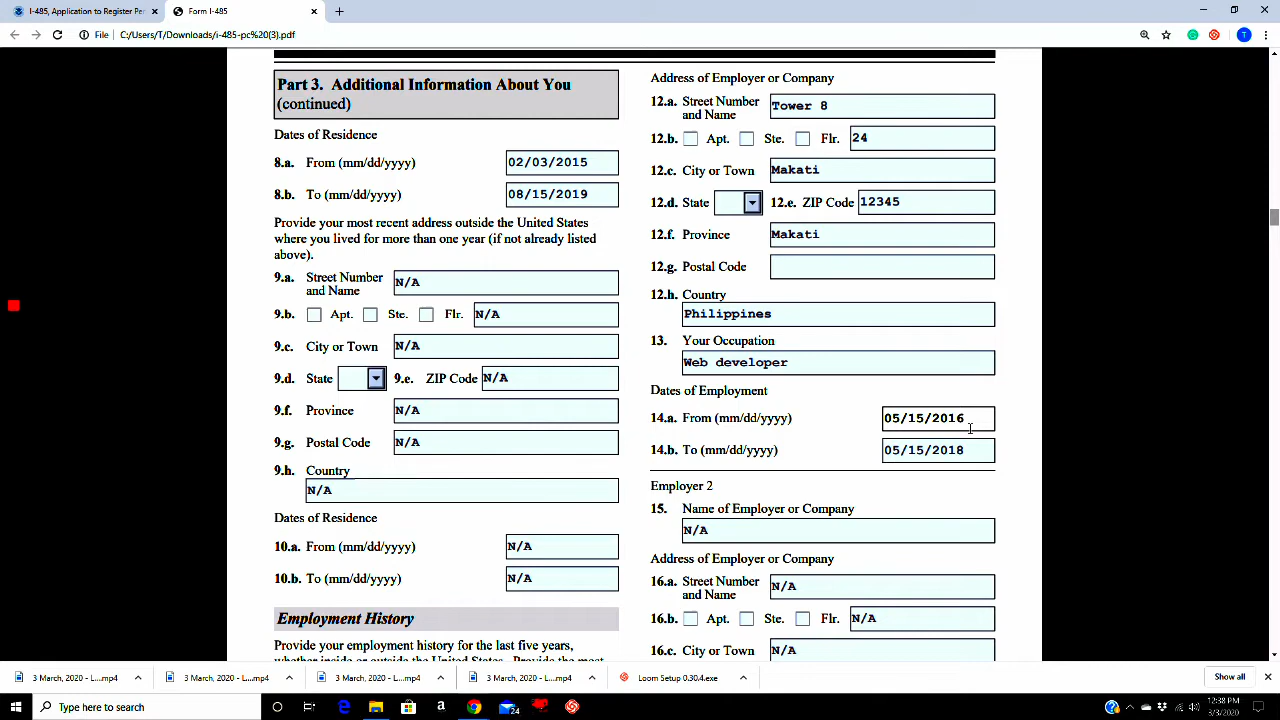 I-485, Application to Register Per
Form I-485
File
C:/Users/T/Downloads/i-485-pc%20(3).pdf
T
Part 3. Additional Information About You
(continued)
Dates of Residence
8.a. From (mm/dd/yyyy) 02/03/2015
8.b. To (mm/dd/yyyy) 08/15/2019
Provide your most recent address outside the United States
where you lived for more than one year (if not already listed
above).
9.a. Street Number
and Name N/A
9.b. Apt. Ste. Flr. N/A
9.c. City or Town N/A
9.d. State 9.e. ZIP Code N/A
9.f. Province N/A
9.g. Postal Code N/A
9.h. Country
N/A
Dates of Residence
10.a. From (mm/dd/yyyy) N/A
10.b. To (mm/dd/yyyy) N/A
Employment History
Provide your employment history for the last five years,
whether inside or outside the United States. Provide the most
Address of Employer or Company
12.a. Street Number
and Name Tower 8
12.b. Apt. Ste. Flr. 24
12.c. City or Town Makati
12.d. State 12.e. ZIP Code 12345
12.f. Province Makati
12.g. Postal Code
12.h. Country
Philippines
13. Your Occupation
Web developer
Dates of Employment
14.a. From (mm/dd/yyyy) 05/15/2016
14.b. To (mm/dd/yyyy) 05/15/2018
Employer 2
15. Name of Employer or Company
N/A
Address of Employer or Company
16.a. Street Number
and Name N/A
16.b. Apt. Ste. Flr. N/A
16.c. City or Town N/A
3 March, 2020 - L....mp4
3 March, 2020 - L....mp4
3 March, 2020 - L....mp4
3 March, 2020 - L....mp4
Loom Setup 0.30.4.exe
Show all
Type here to search
a
24
12:38 PM
3/3/2020